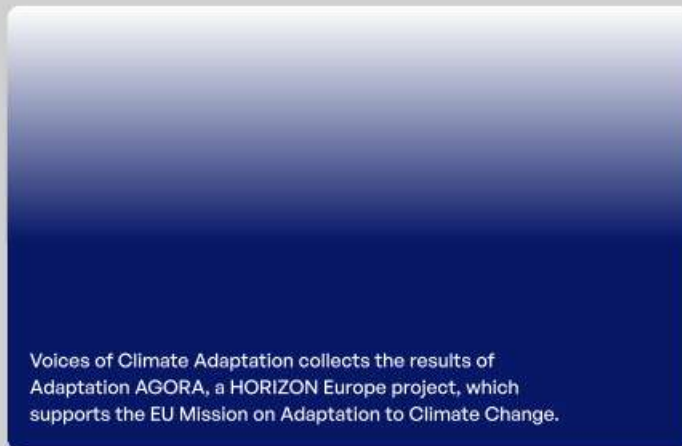 Voices of Climate Adaptation collects the results of
Adaptation AGORA, a HORIZON Europe project, which
supports the EU Mission on Adaptation to Climate Change.